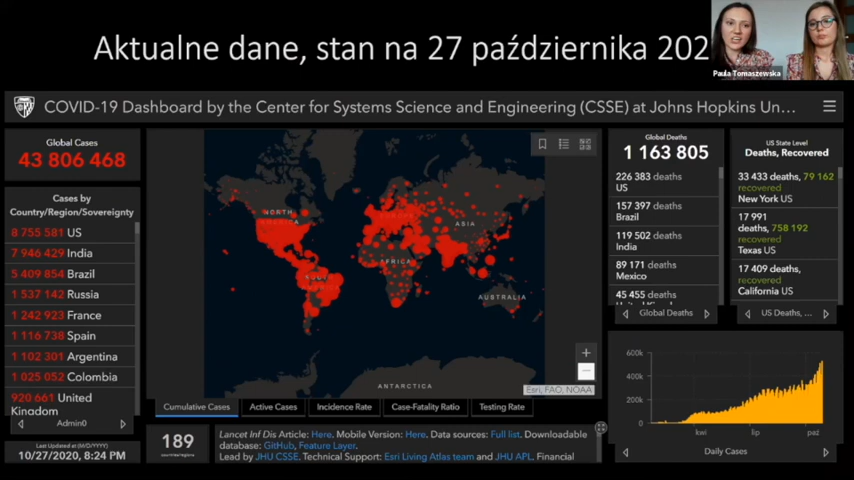 Aktualne dane, stan na 27 października 202
Paula Tomaszewska
COVID-19 Dashboard by the Center for Systems Science and Engineering (CSSE) at Johns Hopkins Un...
Global Cases
43 806 468
Cases by
Country/Region/Sovereignty
8 755 581 US
7 946 429 India
5 409 854 Brazil
1 537 142 Russia
1 242 923 France
1 116 738 Spain
1 102 301 Argentina
1 025 052 Colombia
920 661 United
Kingdom
Admin0
Last Updated at (M/D/YYYY)
10/27/2020, 8:24 PM
NORTH
AMERICA
SOUTH
AMERICA
EUROPE
AFRICA
ASIA
AUSTRALIA
ANTARCTICA
Esri, FAO, NOAA
Cumulative Cases
Active Cases
Incidence Rate
Case-Fatality Ratio
Testing Rate
189
countries/regions
Lancet Inf Dis Article: Here. Mobile Version: Here. Data sources: Full list. Downloadable
database: GitHub, Feature Layer.
Lead by JHU CSSE. Technical Support: Esri Living Atlas team and JHU APL. Financial
Global Deaths
1 163 805
226 383 deaths
US
157 397 deaths
Brazil
119 502 deaths
India
89 171 deaths
Mexico
45 455 deaths
Global Deaths
US State Level
Deaths, Recovered
33 433 deaths, 79 162
recovered
New York US
17 991
deaths, 758 192
recovered
Texas US
17 409 deaths,
recovered
California US
US Deaths, ...
600k
400k
200k
0
kwi
lip
paź
Daily Cases